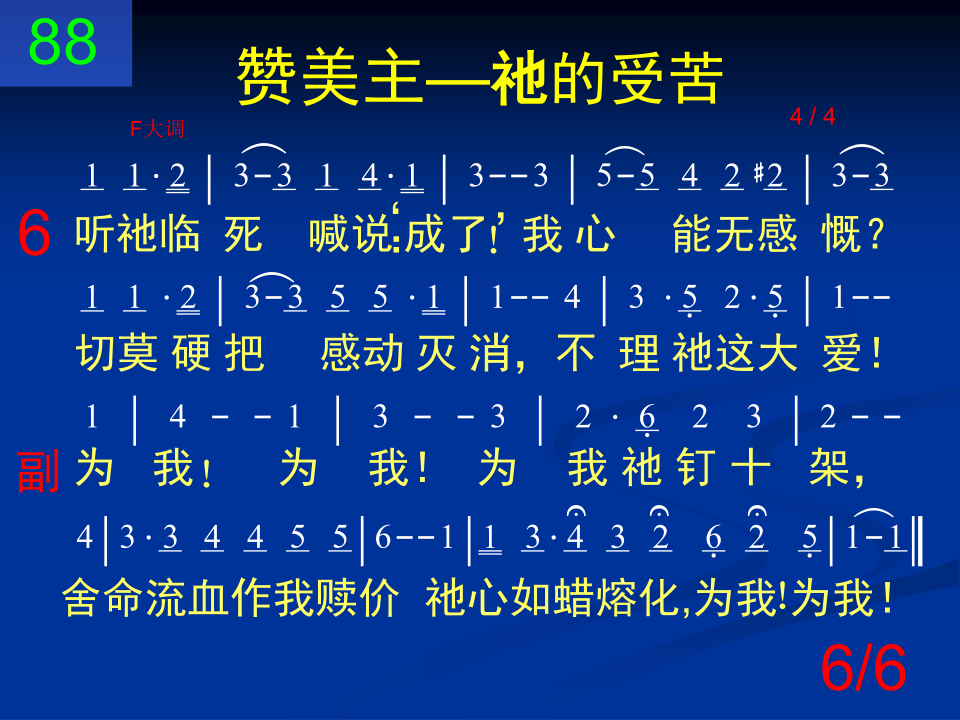 88
赞美主—祂的受苦
F大调
4 / 4
1 1·2 | 3-3 1 4·1 | 3--3 | 5-5 4 2 #2 | 3-3
6 听祂临 死 喊说:‘成了!’ 我 心 能无感 慨?
1 1 ·2 | 3-3 5 5 ·1 | 1-- 4 | 3 ·5 2·5 | 1--
切莫 硬 把 感动 灭 消, 不 理 祂这大 爱!
1 | 4 - - 1 | 3 - - 3 | 2 · 6 2 3 | 2 - -
副 为 我! 为 我! 为 我 祂 钉 十 架,
4 | 3·3 4 4 5 5 | 6--1 | 1 3·4 3 2 6 2 5 | 1-1 ‖
舍命流血作我赎价 祂心如蜡熔化,为我!为我!
6/6